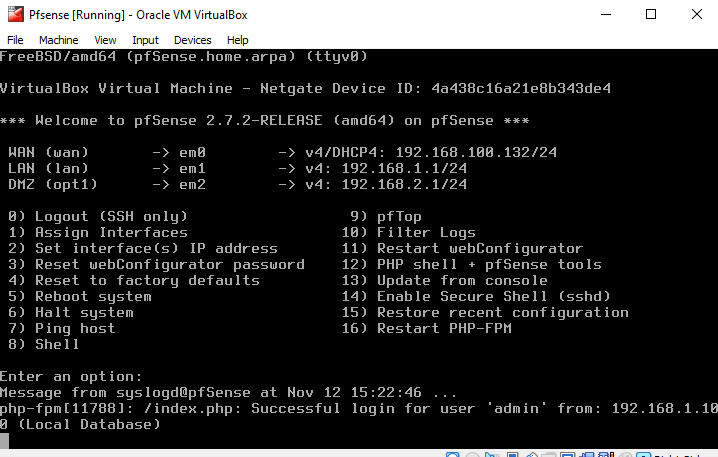 Pfsense [Running] - Oracle VM VirtualBox
File Machine View Input Devices Help
FreeBSD/amd64 (pfSense.home.arpa) (ttyv0)
VirtualBox Virtual Machine - Netgate Device ID: 4a438c16a21e8b343de4
*** Welcome to pfSense 2.7.2-RELEASE (amd64) on pfSense ***
WAN (wan) -> em0 -> v4/DHCP4: 192.168.100.132/24
LAN (lan) -> em1 -> v4: 192.168.1.1/24
DMZ (opt1) -> em2 -> v4: 192.168.2.1/24
0) Logout (SSH only) 9) pfTop
1) Assign Interfaces 10) Filter Logs
2) Set interface(s) IP address 11) Restart webConfigurator
3) Reset webConfigurator password 12) PHP shell + pfSense tools
4) Reset to factory defaults 13) Update from console
5) Reboot system 14) Enable Secure Shell (sshd)
6) Halt system 15) Restore recent configuration
7) Ping host 16) Restart PHP-FPM
8) Shell
Enter an option:
Message from syslogd@pfSense at Nov 12 15:22:46 ...
php-fpm[11788]: /index.php: Successful login for user 'admin' from: 192.168.1.10
0 (Local Database)